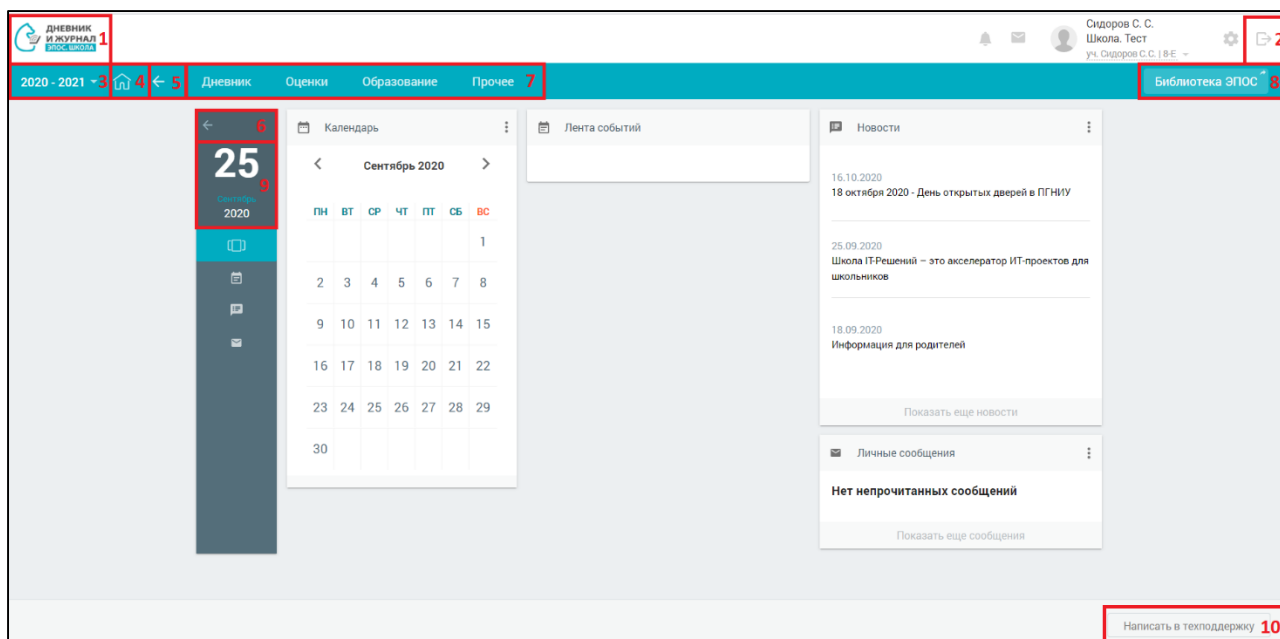 ДНЕВНИК
И ЖУРНАЛ 1
ЭПОС.ШКОЛА
Сидоров С. С.
Школа. Тест
уч. Сидоров С.С. | 8-Е
2
2020 - 2021 3 4 5 Дневник Оценки Образование Прочее 7 Библиотека ЭПОС 8
6
25
9
Сентябрь
2020
Календарь
Сентябрь 2020
ПН ВТ СР ЧТ ПТ СБ ВС
1
2 3 4 5 6 7 8
9 10 11 12 13 14 15
16 17 18 19 20 21 22
23 24 25 26 27 28 29
30
Лента событий
Новости
16.10.2020
18 октября 2020 - День открытых дверей в ПГНИУ
25.09.2020
Школа IT-Решений – это акселератор ИТ-проектов для
школьников
18.09.2020
Информация для родителей
Показать еще новости
Личные сообщения
Нет непрочитанных сообщений
Показать еще сообщения
Написать в техподдержку 10